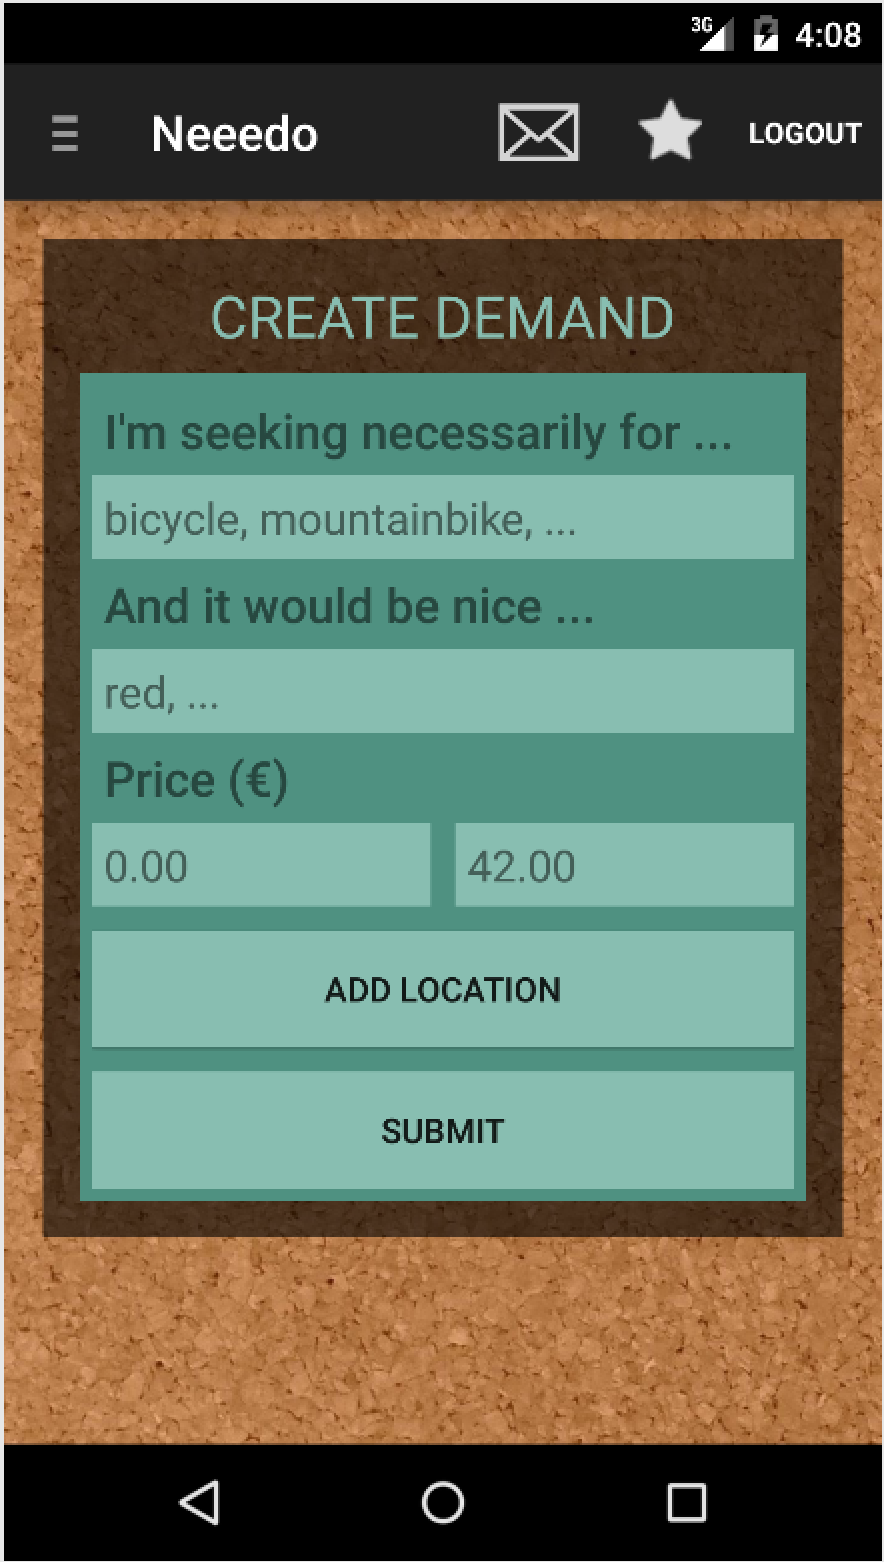 3G 4:08
Neeedo LOGOUT
CREATE DEMAND
I'm seeking necessarily for ...
bicycle, mountainbike, ...
And it would be nice ...
red, ...
Price (€)
0.00 42.00
ADD LOCATION
SUBMIT